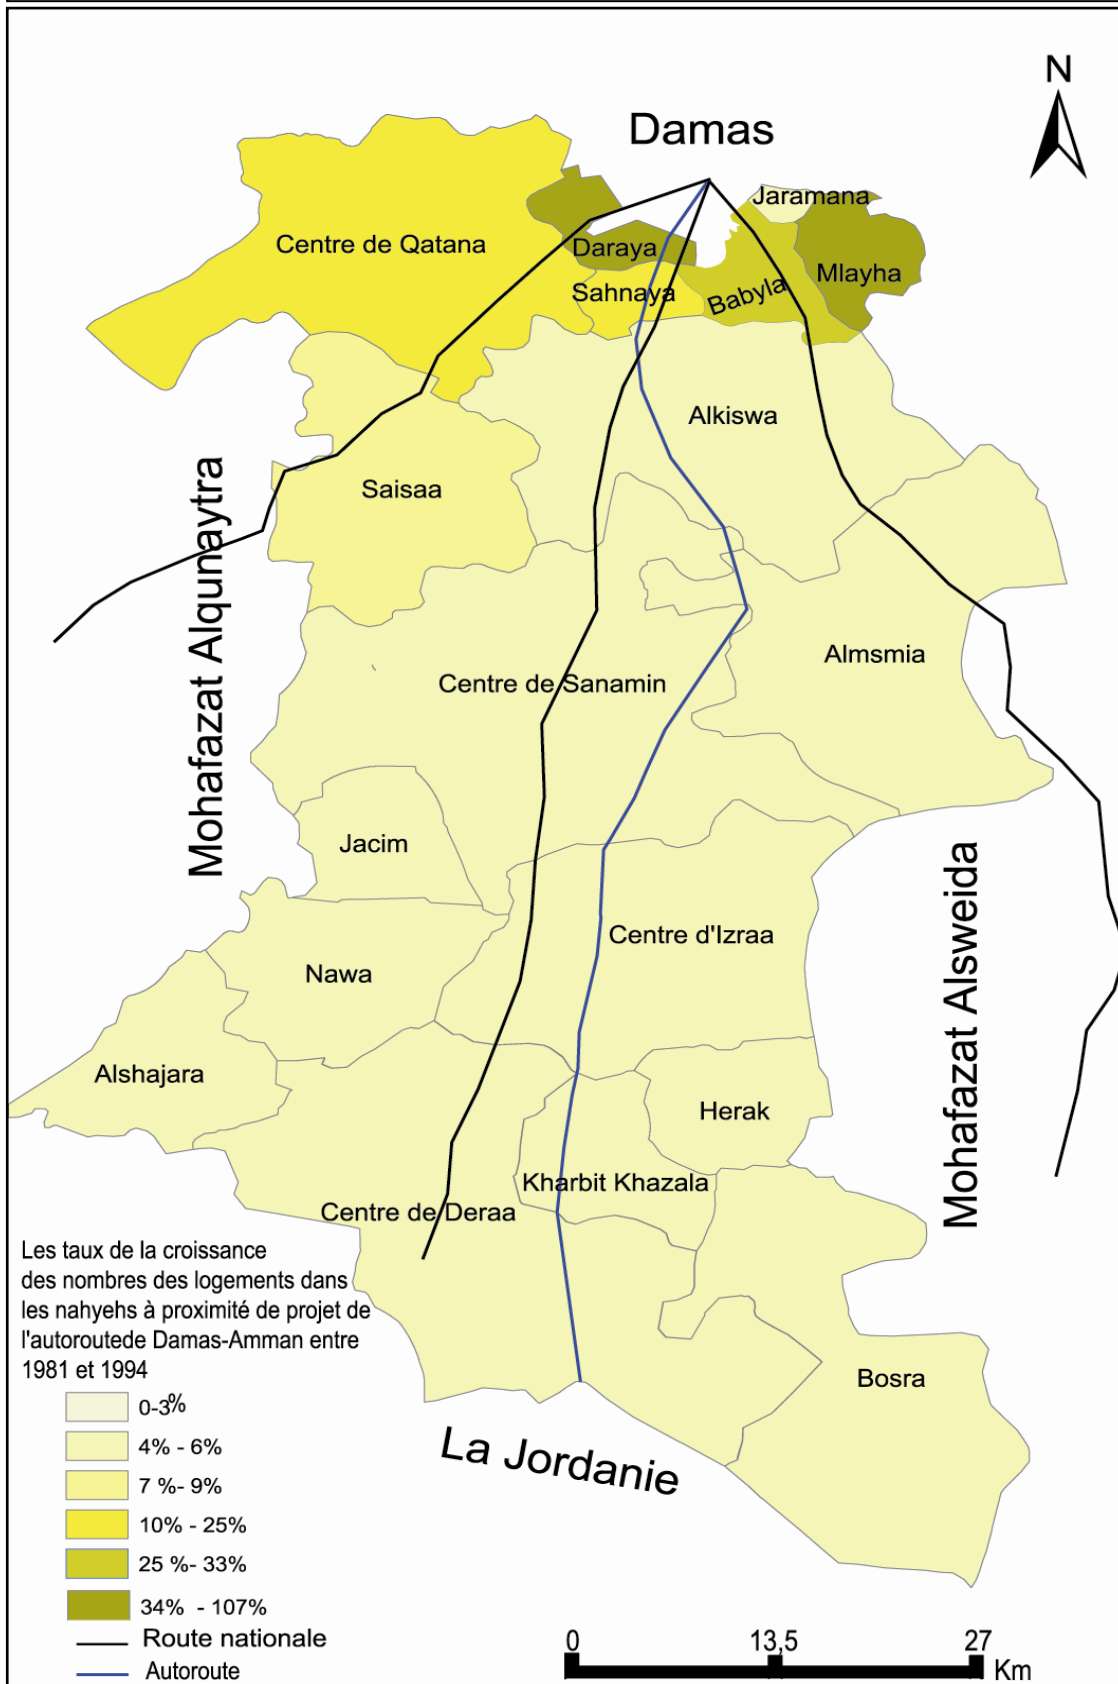 N
Damas
Jaramana
Centre de Qatana
Daraya
Mlayha
Sahnaya
Babyla
Alkiswa
Saisaa
Mohafazat Alqunaytra
Almsmia
Centre de Sanamin
Jacim
Centre d'Izraa
Mohafazat Alsweida
Nawa
Alshajara
Herak
Kharbit Khazala
Centre de Deraa
Bosra
La Jordanie
Les taux de la croissance
des nombres des logements dans
les nahyehs à proximité de projet de
l'autoroutede Damas-Amman entre
1981 et 1994
0-3%
4% - 6%
7 %- 9%
10% - 25%
25 %- 33%
34% - 107%
Route nationale
Autoroute
0 13,5 27
Km